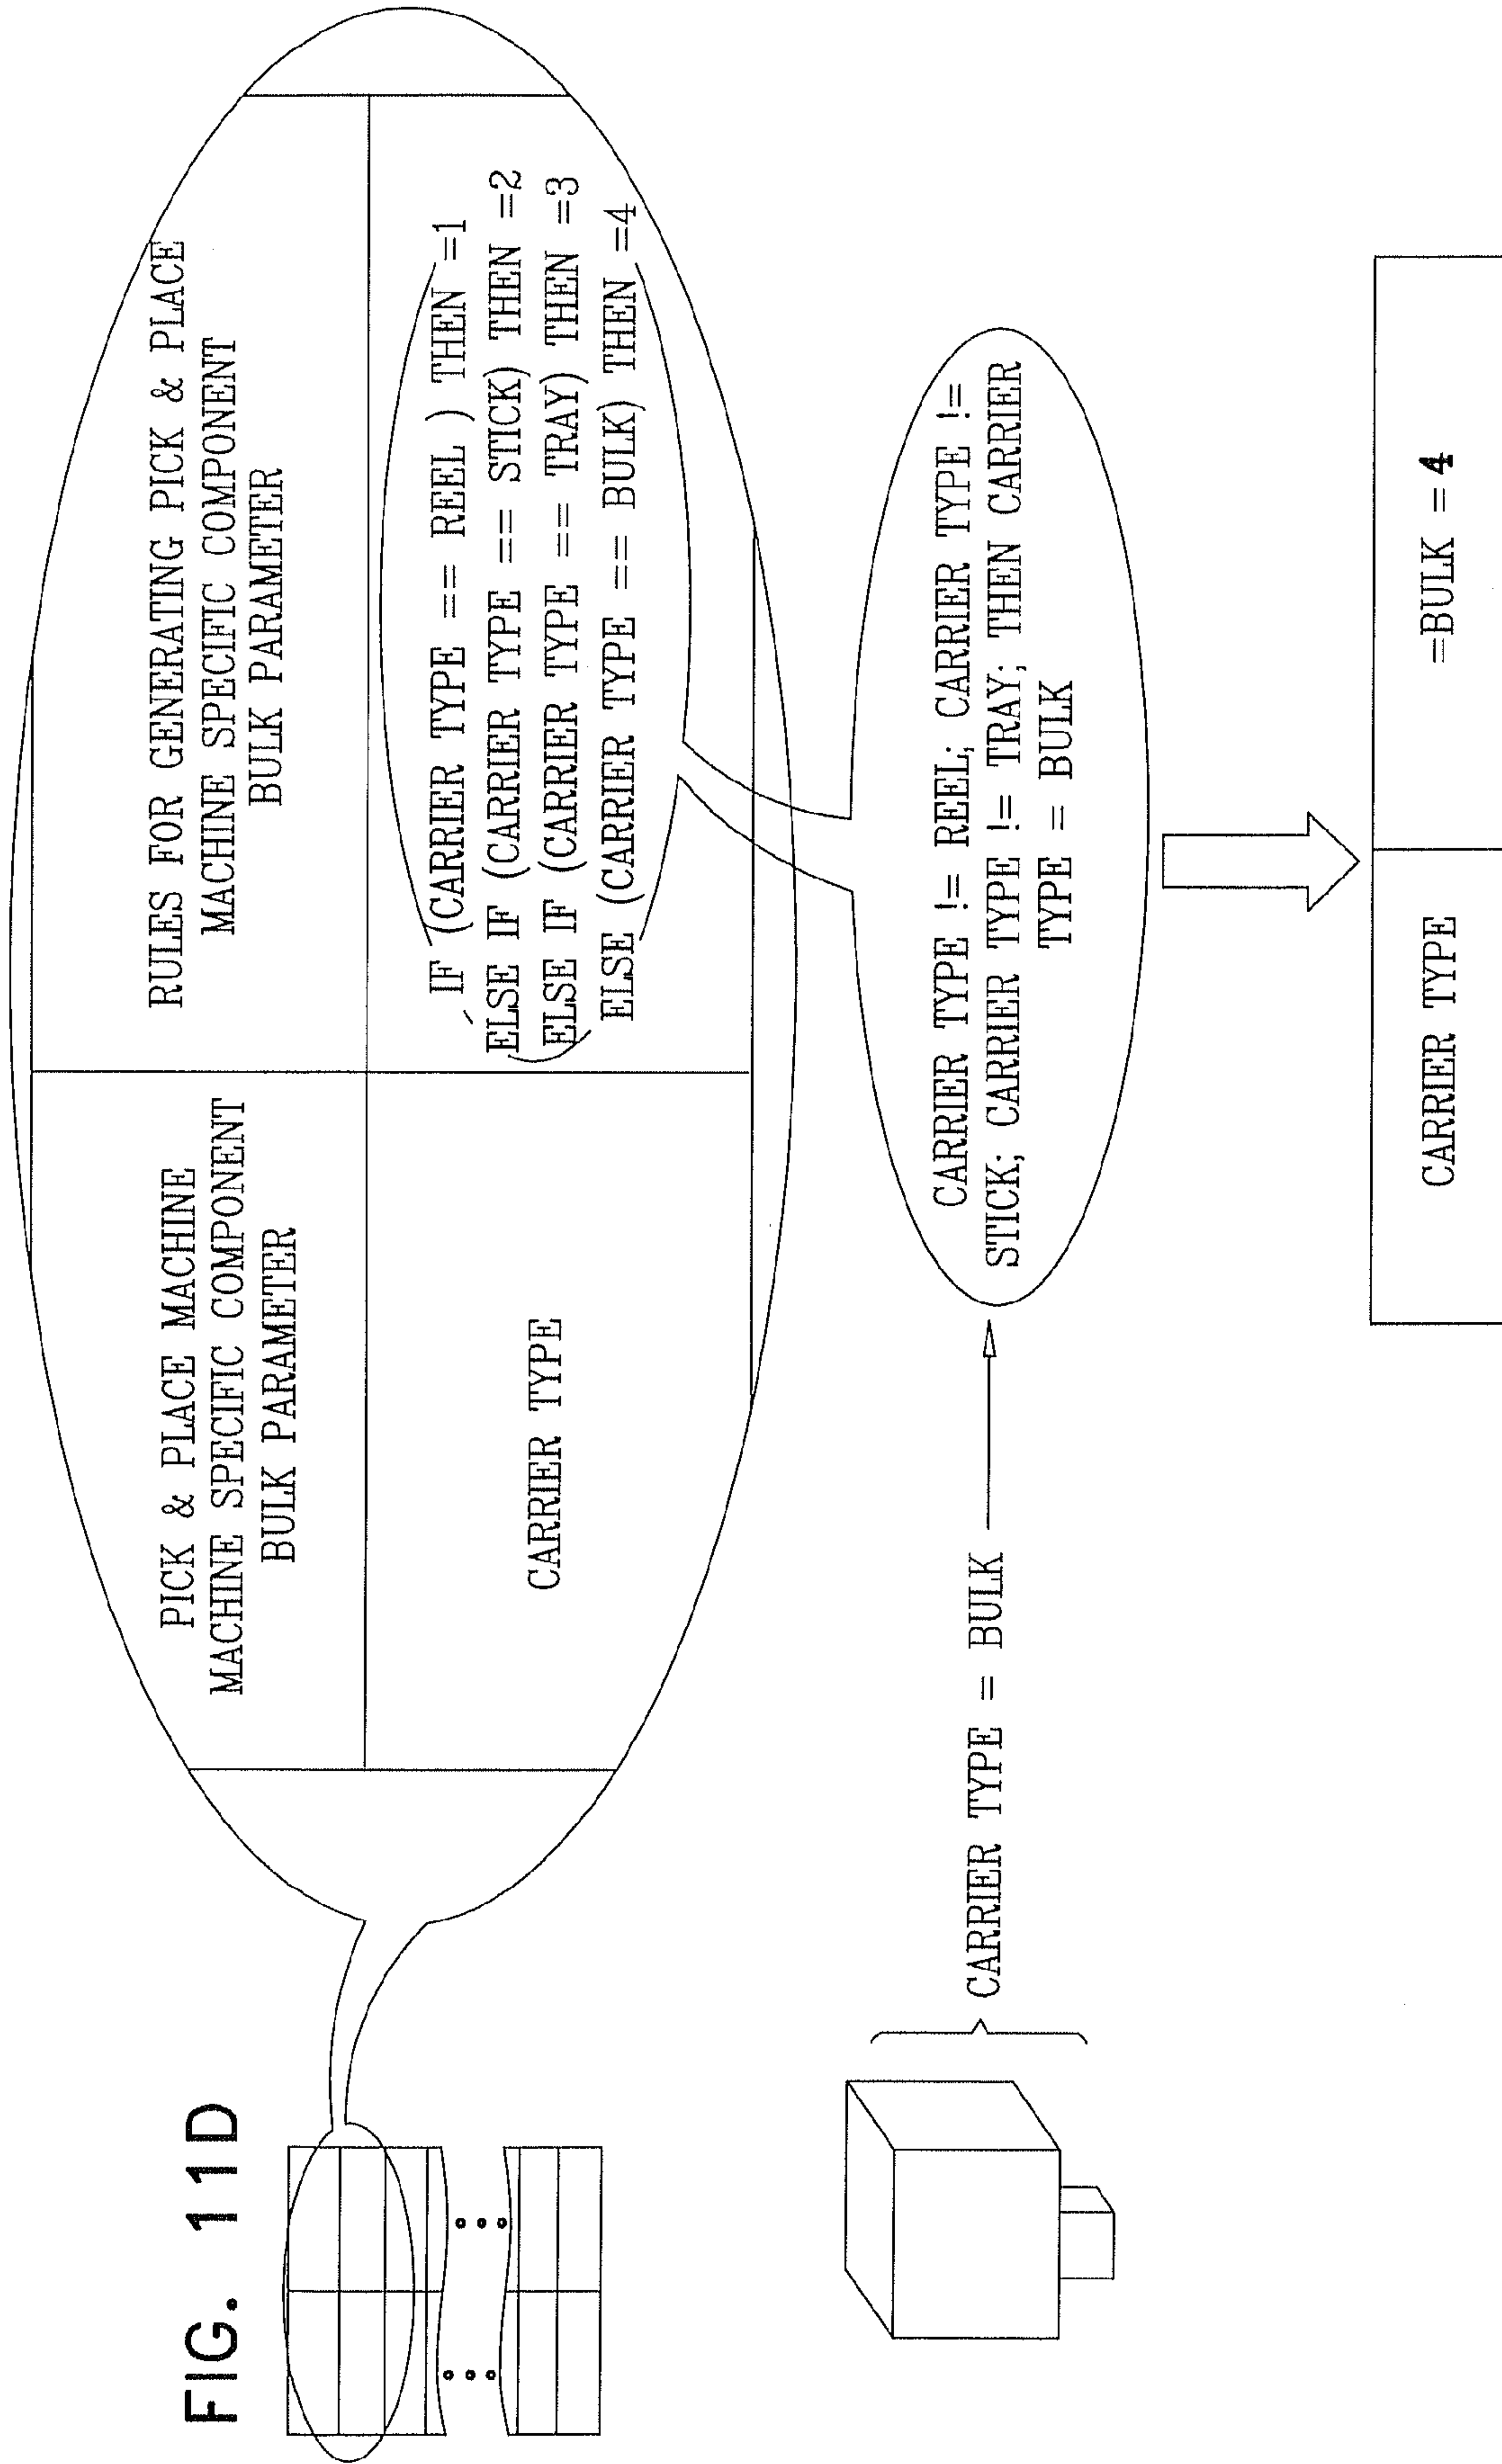 FIG. 11D
PICK & PLACE MACHINE
MACHINE SPECIFIC COMPONENT
BULK PARAMETER
RULES FOR GENERATING PICK & PLACE
MACHINE SPECIFIC COMPONENT
BULK PARAMETER
CARRIER TYPE
IF (CARRIER TYPE == REEL ) THEN =1
ELSE IF (CARRIER TYPE == STICK) THEN =2
ELSE IF (CARRIER TYPE == TRAY) THEN =3
ELSE (CARRIER TYPE == BULK) THEN =4
CARRIER TYPE = BULK
CARRIER TYPE != REEL; CARRIER TYPE !=
STICK; CARRIER TYPE != TRAY; THEN CARRIER
TYPE = BULK
CARRIER TYPE
=BULK =4